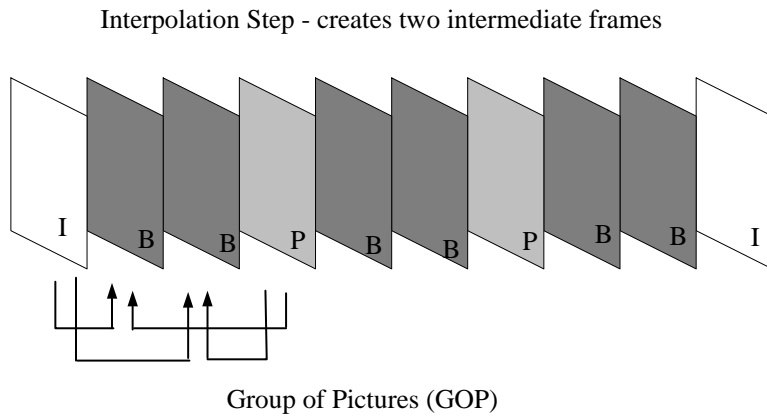 Interpolation Step - creates two intermediate frames
I B B P B B P B B I
Group of Pictures (GOP)